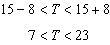 15 − 8 < T < 15 + 8
7 < T < 23